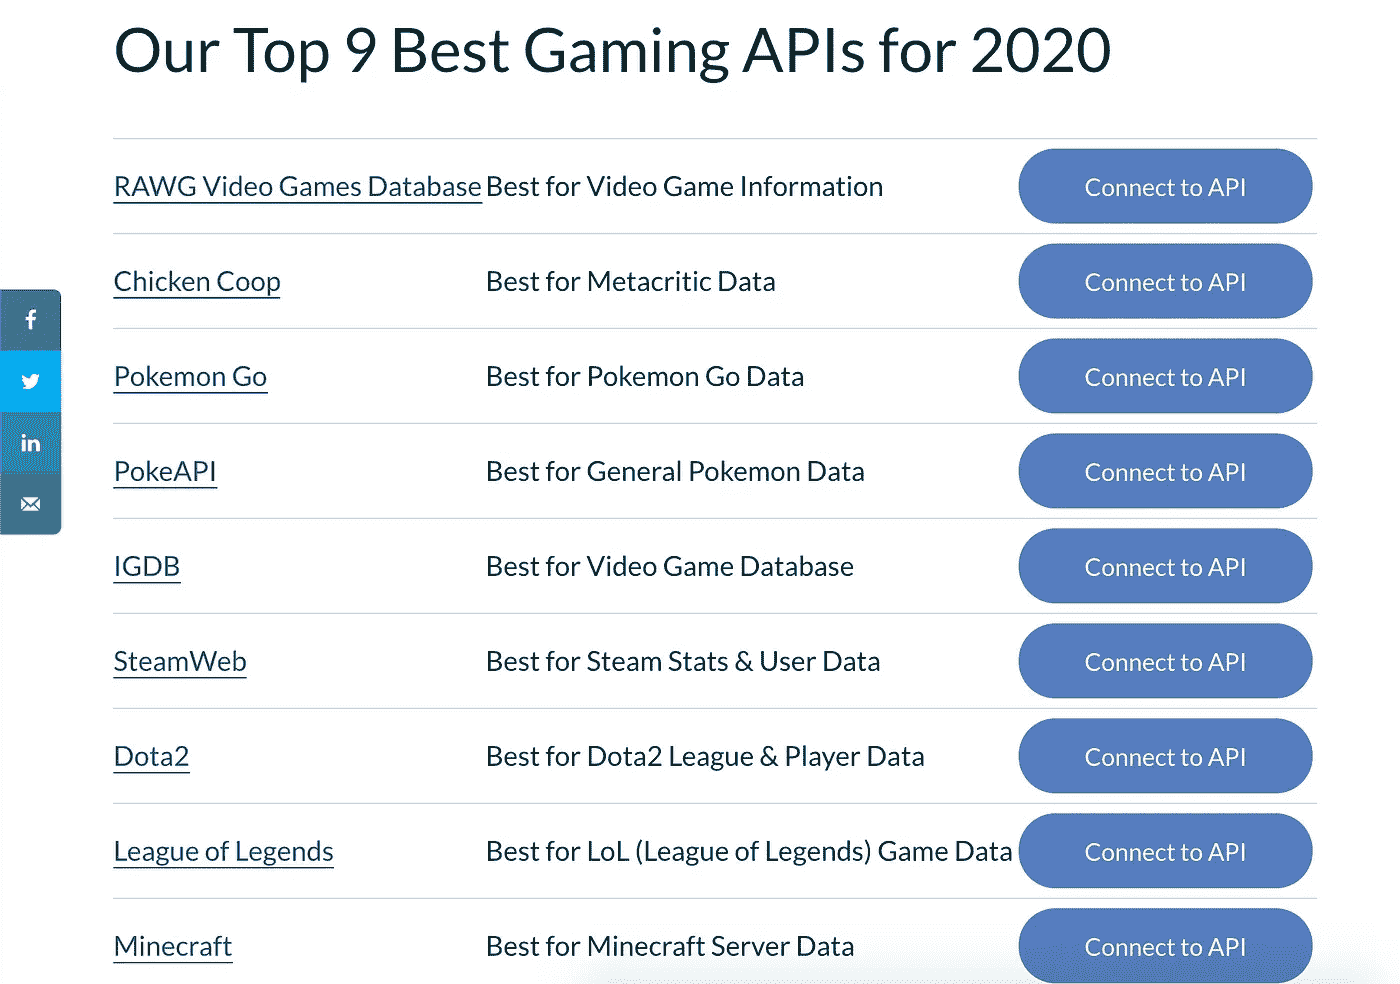 Our Top 9 Best Gaming APIs for 2020
RAWG Video Games Database Best for Video Game Information Connect to API
Chicken Coop Best for Metacritic Data Connect to API
Pokemon Go Best for Pokemon Go Data Connect to API
PokeAPI Best for General Pokemon Data Connect to API
IGDB Best for Video Game Database Connect to API
SteamWeb Best for Steam Stats & User Data Connect to API
Dota2 Best for Dota2 League & Player Data Connect to API
League of Legends Best for LoL (League of Legends) Game Data Connect to API
Minecraft Best for Minecraft Server Data Connect to API
f
in